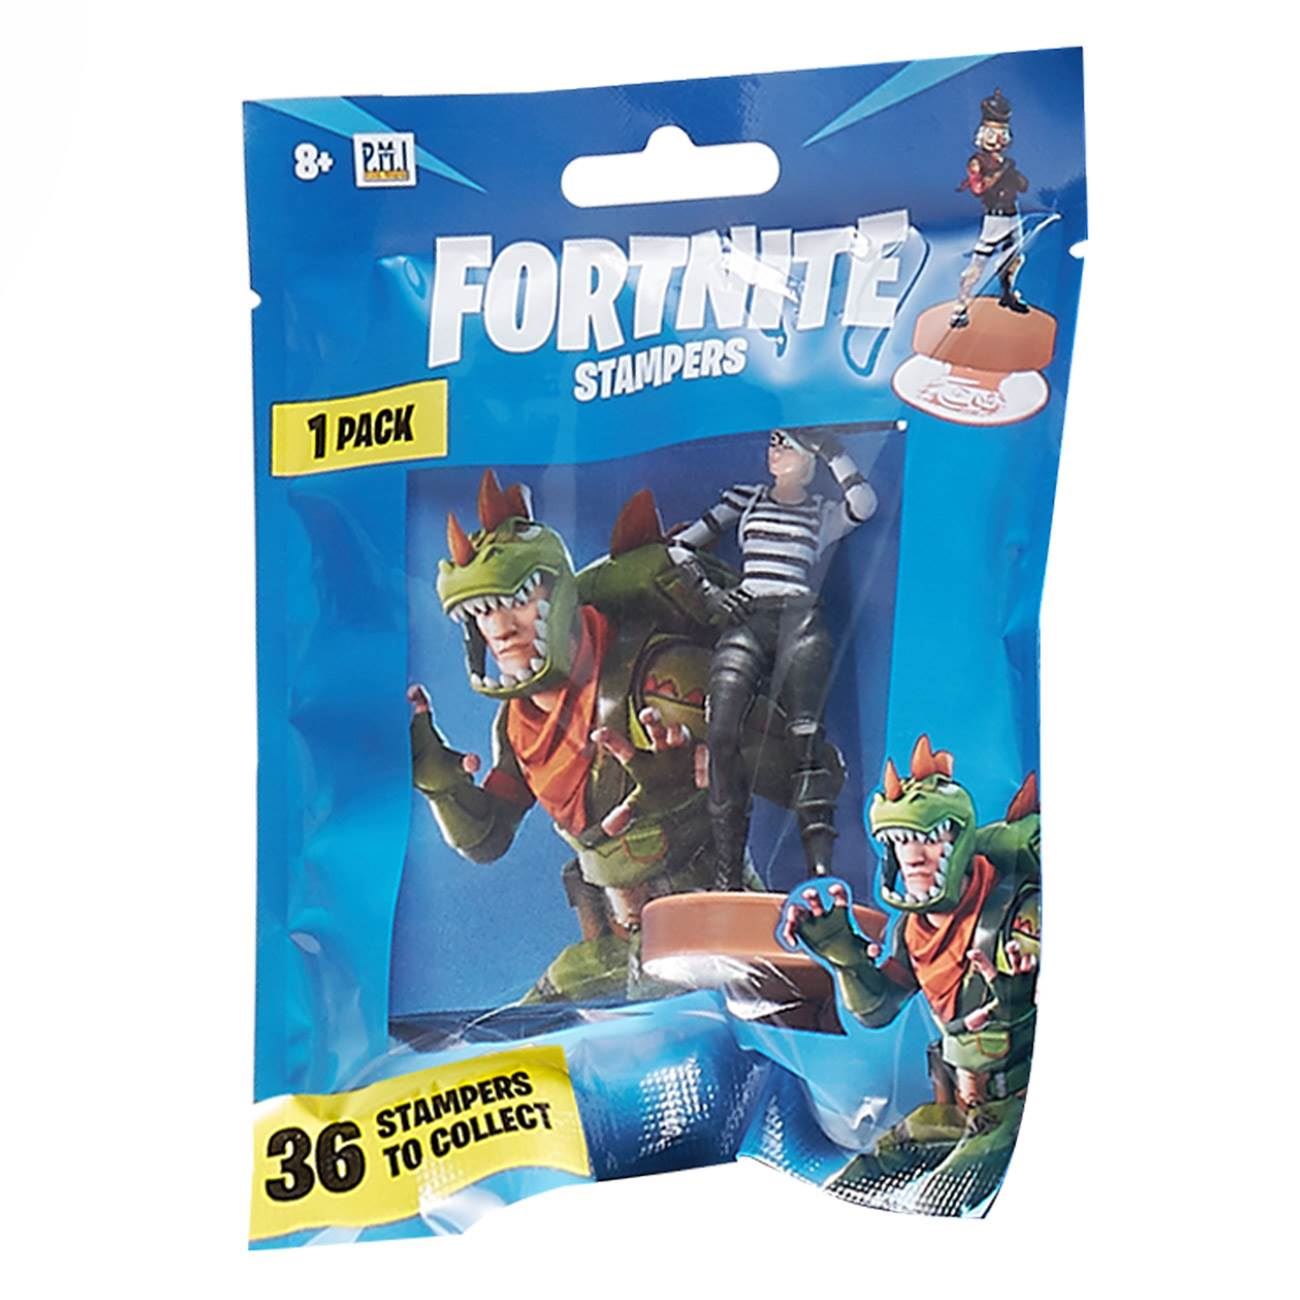 8+
P.M.I
FORTNITE
STAMPERS
1 PACK
36
STAMPERS
TO COLLECT